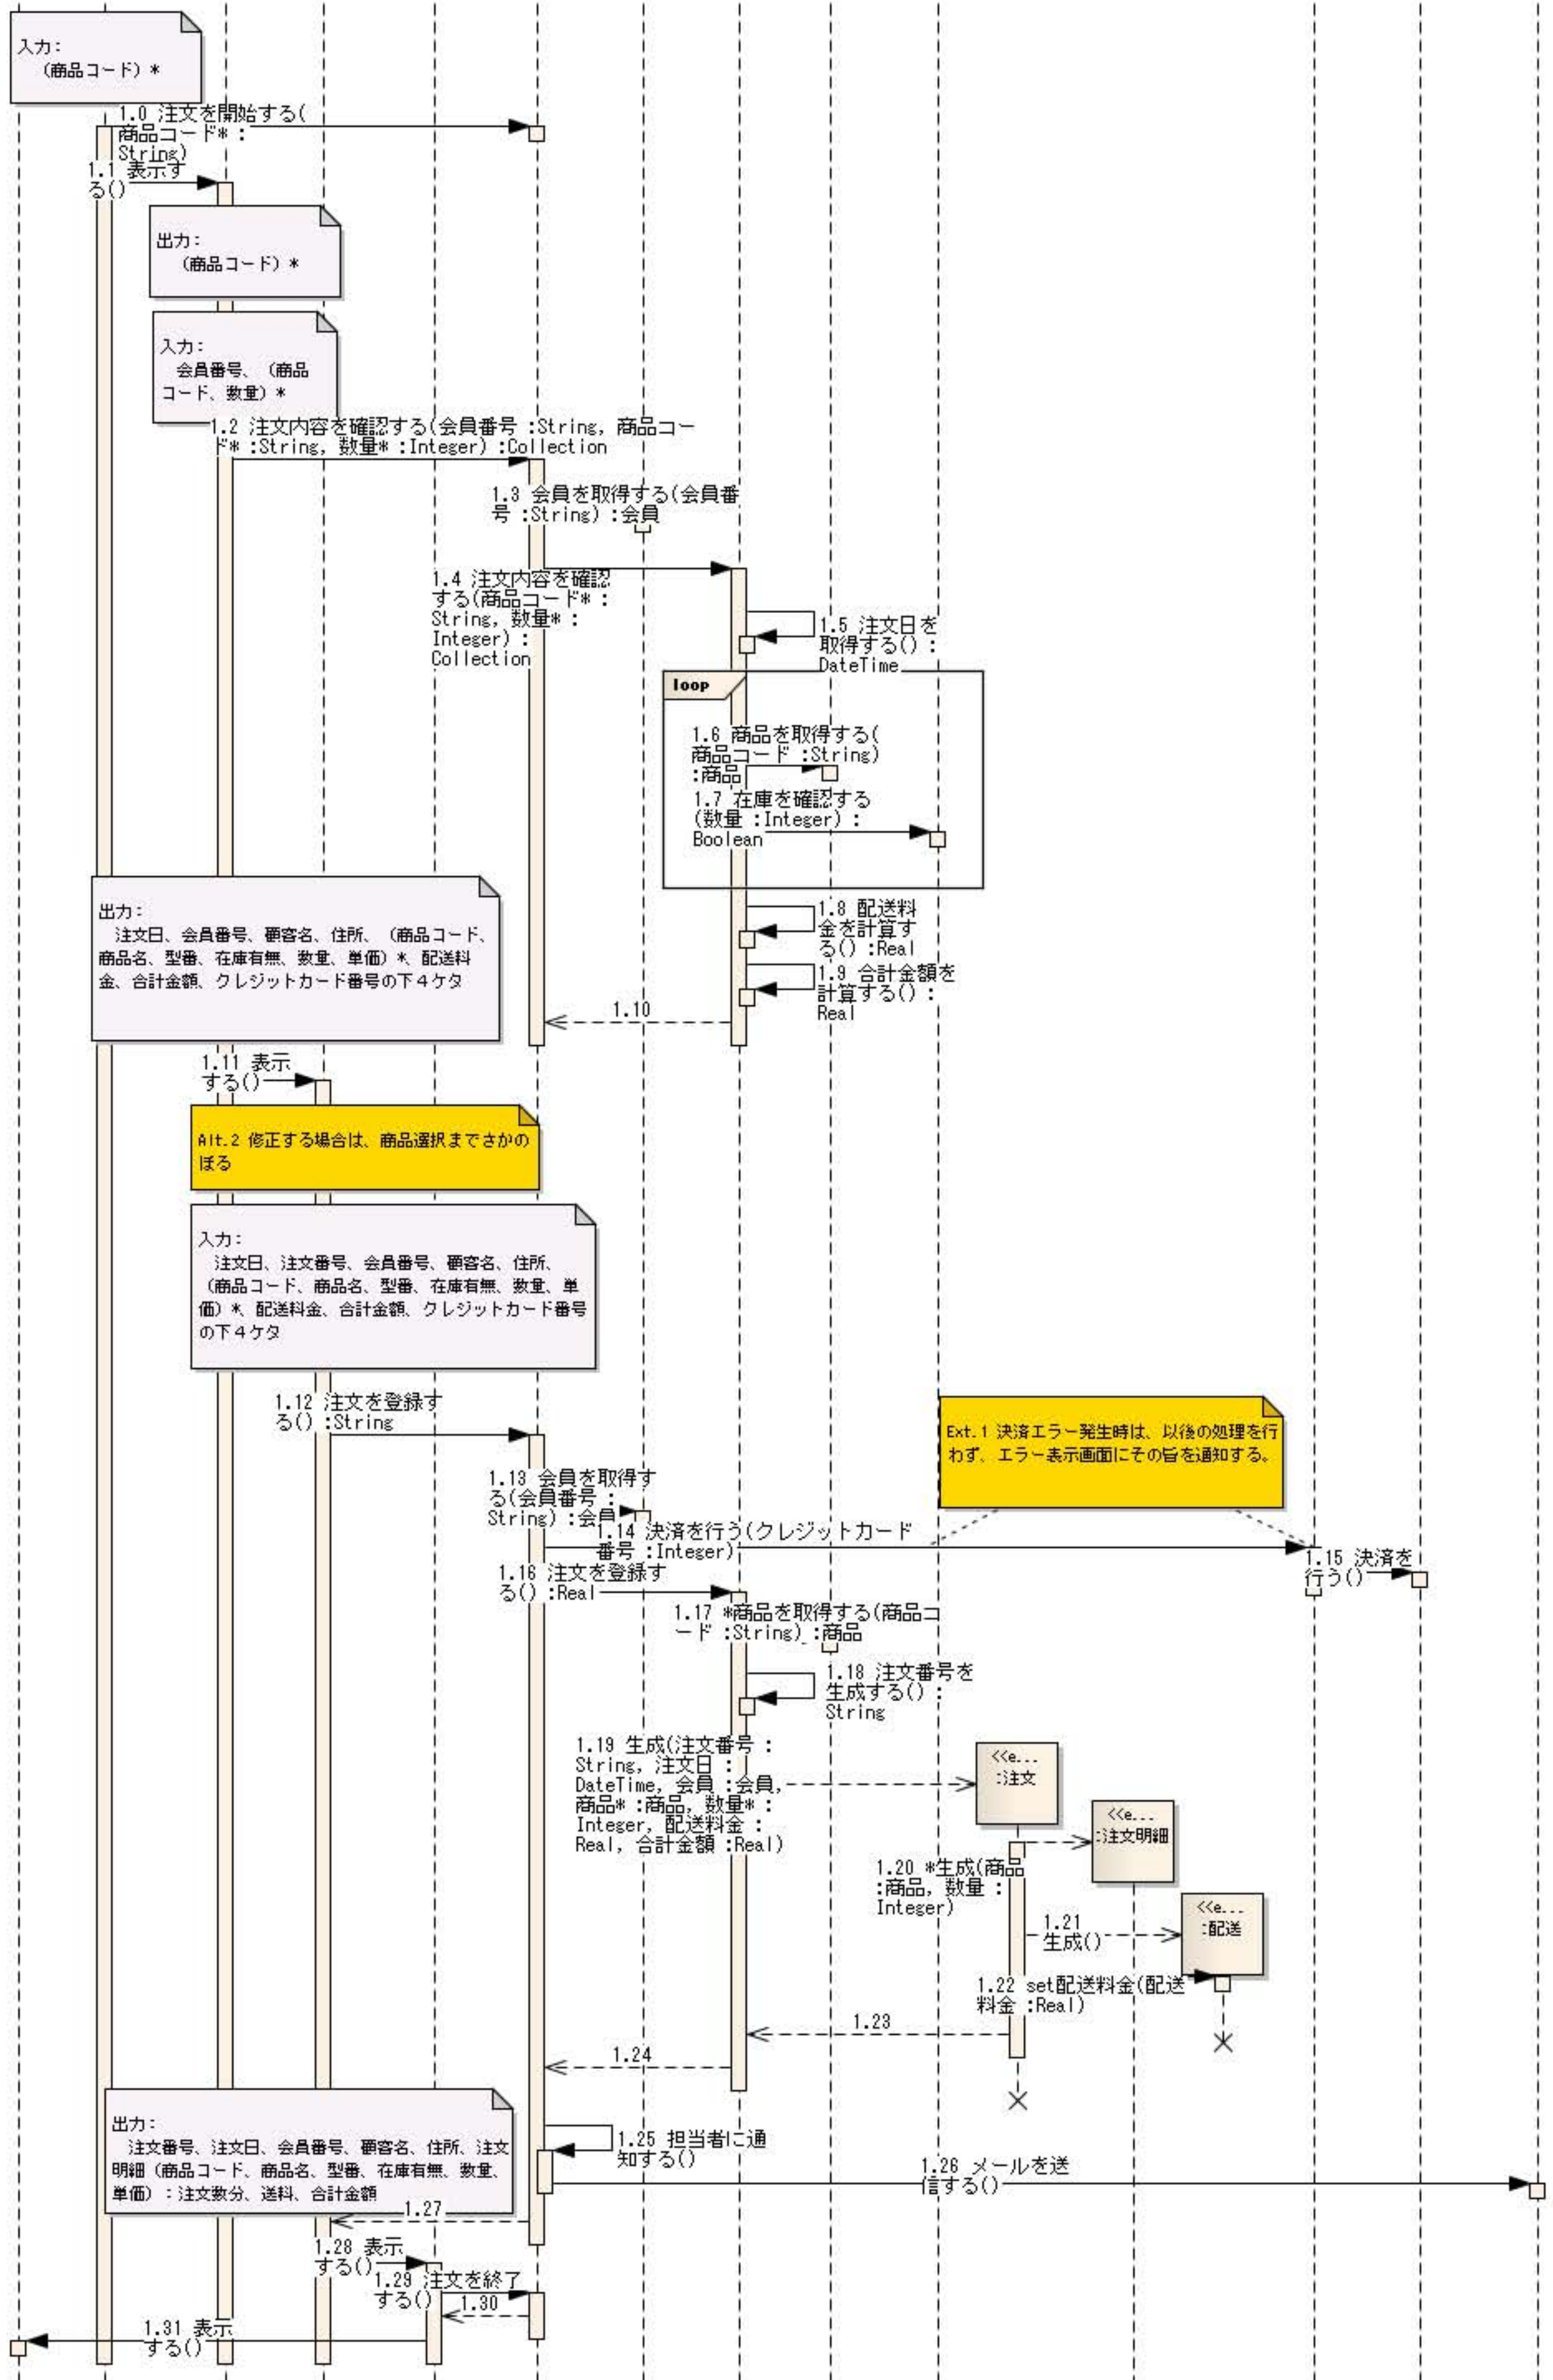 入力:
(商品コード) *
1.0 注文を開始する(
商品コード* :
String)
1.1 表示す
る()
出力:
(商品コード) *
入力:
会員番号、(商品
コード、数量) *
1.2 注文内容を確認する(会員番号 :String, 商品コー
ド* :String, 数量* :Integer) :Collection
1.3 会員を取得する(会員番
号 :String) :会員
1.4 注文内容を確認
する(商品コード* :
String, 数量* :
Integer) :
Collection
1.5 注文日を
取得する() :
DateTime
loop
1.6 商品を取得する(
商品コード :String)
:商品
1.7 在庫を確認する
(数量 :Integer) :
Boolean
出力:
注文日、会員番号、顧客名、住所、(商品コード、
商品名、型番、在庫有無、数量、単価) *、配送料
金、合計金額、クレジットカード番号の下4ケタ
1.8 配送料
金を計算す
る() :Real
1.9 合計金額を
計算する() :
Real
1.10
1.11 表示
する()
Alt.2 修正する場合は、商品選択までさかの
ぼる
入力:
注文日、注文番号、会員番号、顧客名、住所、
(商品コード、商品名、型番、在庫有無、数量、単
価) *、配送料金、合計金額、クレジットカード番号
の下4ケタ
1.12 注文を登録す
る() :String
Ext.1 決済エラー発生時は、以後の処理を行
わず、エラー表示画面にその旨を通知する。
1.13 会員を取得す
る(会員番号 :
String) :会員
1.14 決済を行う(クレジットカード
番号 :Integer)
1.15 決済を
行う()
1.16 注文を登録す
る() :Real
1.17 *商品を取得する(商品コ
ード :String) :商品
1.18 注文番号を
生成する() :
String
1.19 生成(注文番号 :
String, 注文日 :
DateTime, 会員 :会員,
商品* :商品, 数量* :
Integer, 配送料金 :
Real, 合計金額 :Real)
<<e...
:注文
<<e...
:注文明細
1.20 *生成(商品
:商品, 数量 :
Integer)
<<e...
:配送
1.21
生成()
1.22 set配送料金(配送
料金 :Real)
1.23
1.24
出力:
注文番号、注文日、会員番号、顧客名、住所、注文
明細(商品コード、商品名、型番、在庫有無、数量、
単価) : 注文数分、送料、合計金額
1.25 担当者に通
知する()
1.26 メールを送
信する()
1.27
1.28 表示
する()
1.29 注文を終了
する()
1.30
1.31 表示
する()